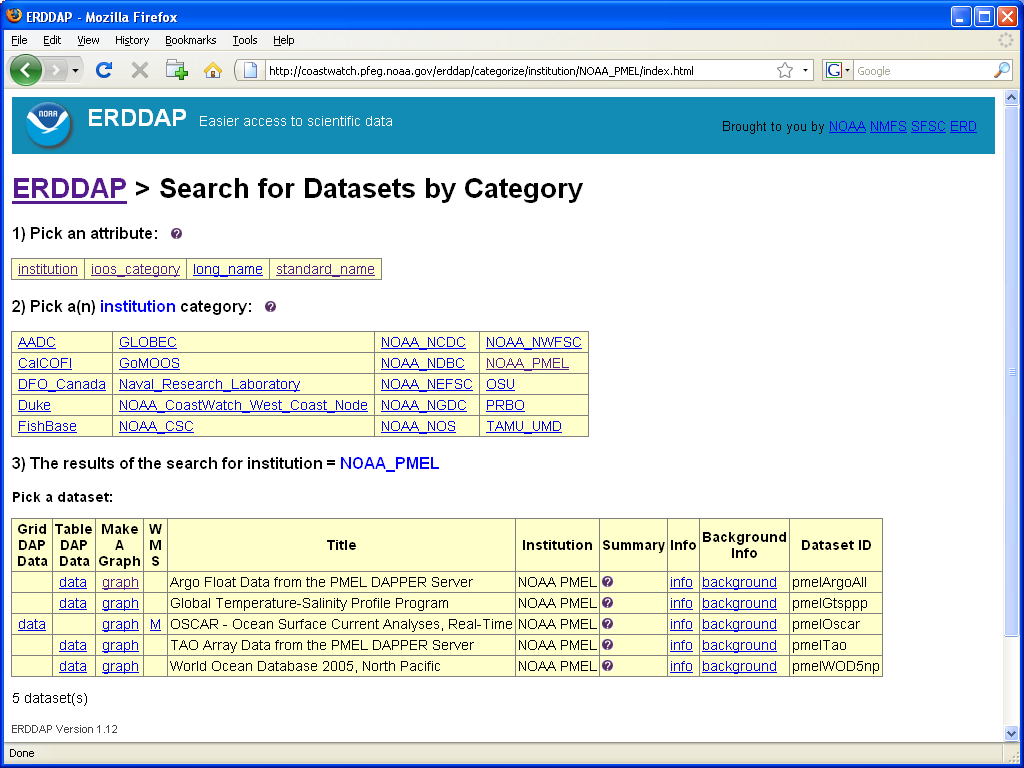 ERDDAP - Mozilla Firefox
File Edit View History Bookmarks Tools Help
http://coastwatch.pfeg.noaa.gov/erddap/categorize/institution/NOAA_PMEL/index.html
G Google
NOAA
ERDDAP Easier access to scientific data
Brought to you by NOAA NMFS SFSC ERD
ERDDAP > Search for Datasets by Category
1) Pick an attribute: ?
institution ioos_category long_name standard_name
2) Pick a(n) institution category: ?
AADC GLOBEC NOAA_NCDC NOAA_NWFSC
CalCOFI GoMOOS NOAA_NDBC NOAA_PMEL
DFO_Canada Naval_Research_Laboratory NOAA_NEFSC OSU
Duke NOAA_CoastWatch_West_Coast_Node NOAA_NGDC PRBO
FishBase NOAA_CSC NOAA_NOS TAMU_UMD
3) The results of the search for institution = NOAA_PMEL
Pick a dataset:
Grid DAP Data Table DAP Data Make A Graph W M S Title Institution Summary Info Background Info Dataset ID
data graph Argo Float Data from the PMEL DAPPER Server NOAA PMEL ? info background pmelArgoAll
data graph Global Temperature-Salinity Profile Program NOAA PMEL ? info background pmelGtsppp
data graph M OSCAR - Ocean Surface Current Analyses, Real-Time NOAA PMEL ? info background pmelOscar
data graph TAO Array Data from the PMEL DAPPER Server NOAA PMEL ? info background pmelTao
data graph World Ocean Database 2005, North Pacific NOAA PMEL ? info background pmelWOD5np
5 dataset(s)
ERDDAP Version 1.12
Done